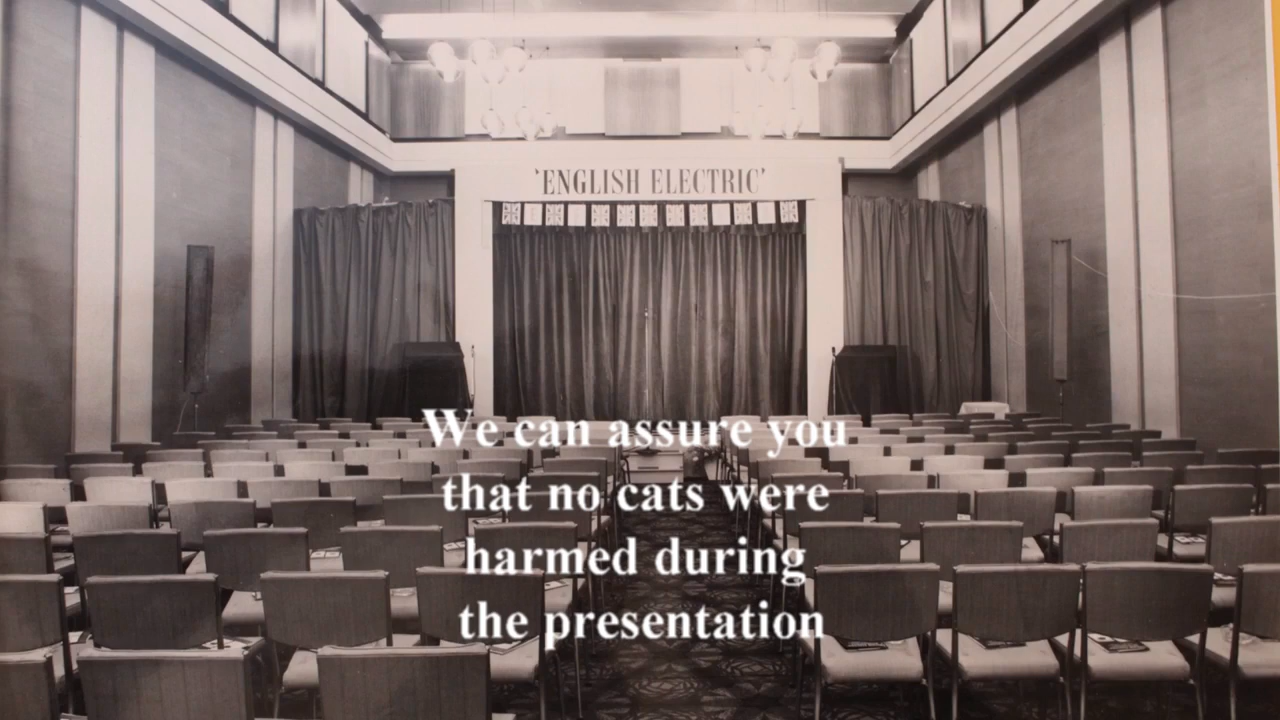 'ENGLISH ELECTRIC'
We can assure you
that no cats were
harmed during
the presentation